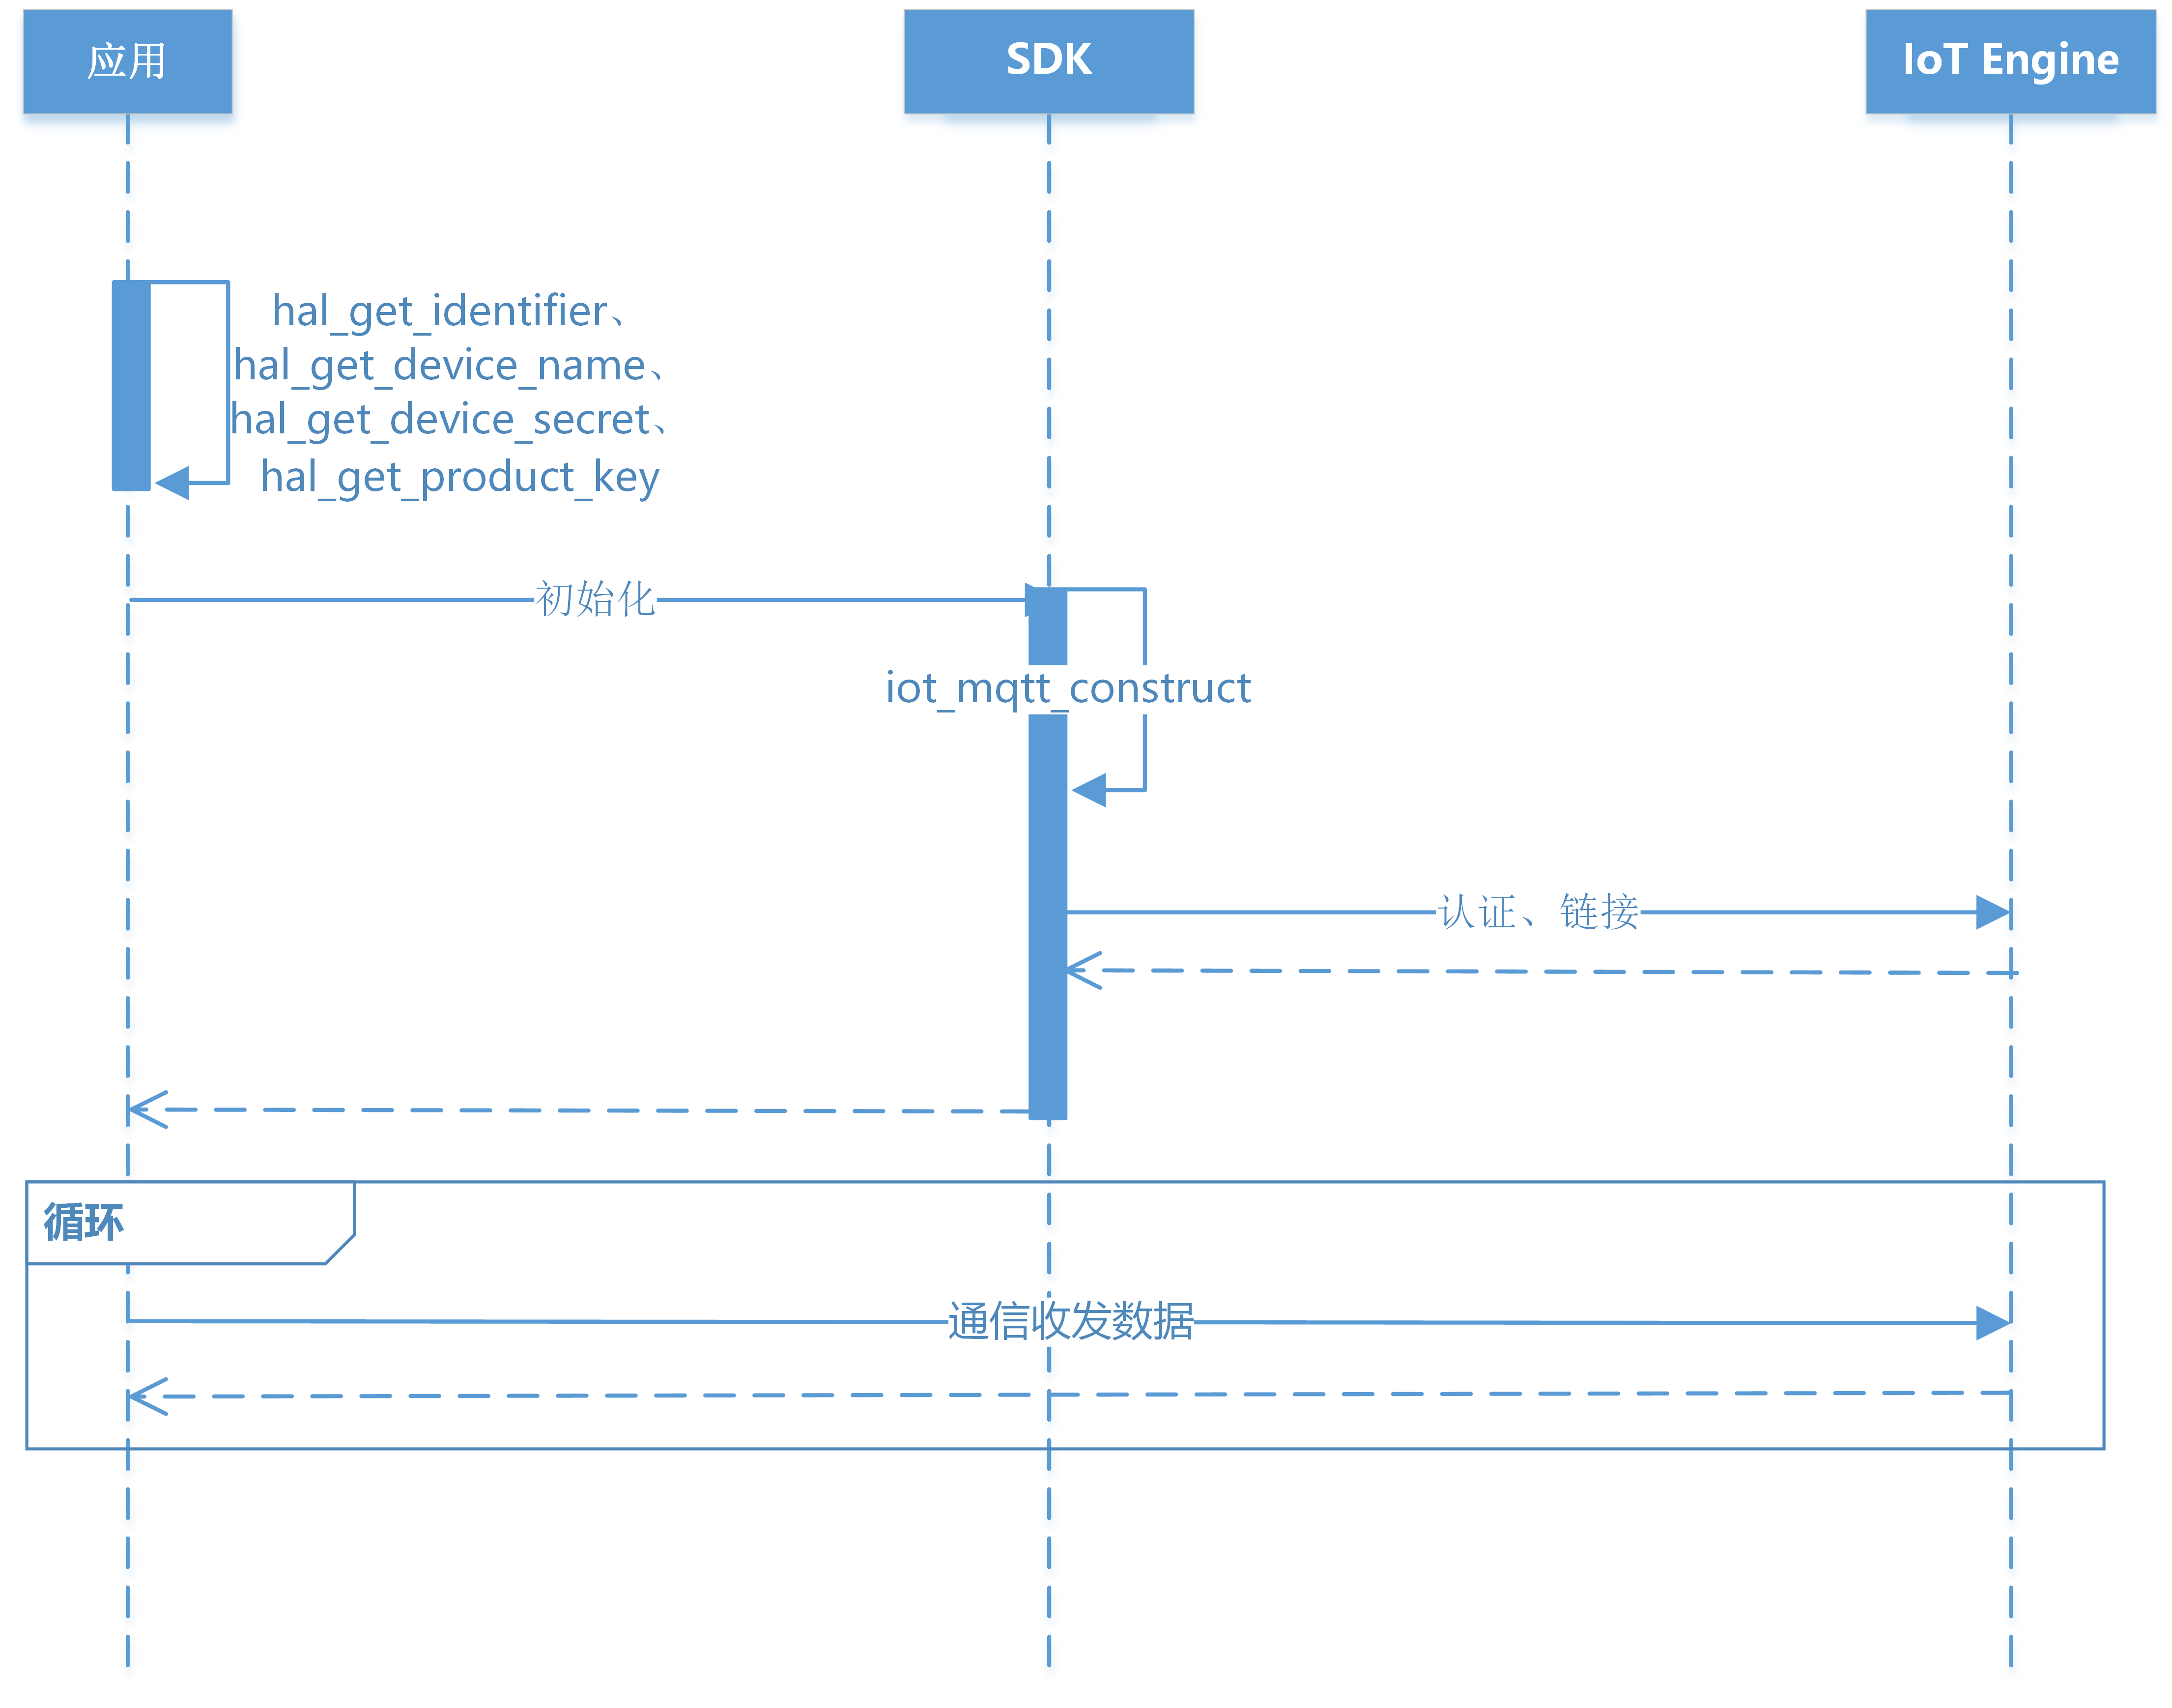 应用
SDK
IoT Engine
hal_get_identifier、
hal_get_device_name、
hal_get_device_secret、
hal_get_product_key
初始化
iot_mqtt_construct
认证、链接
循环
通信收发数据